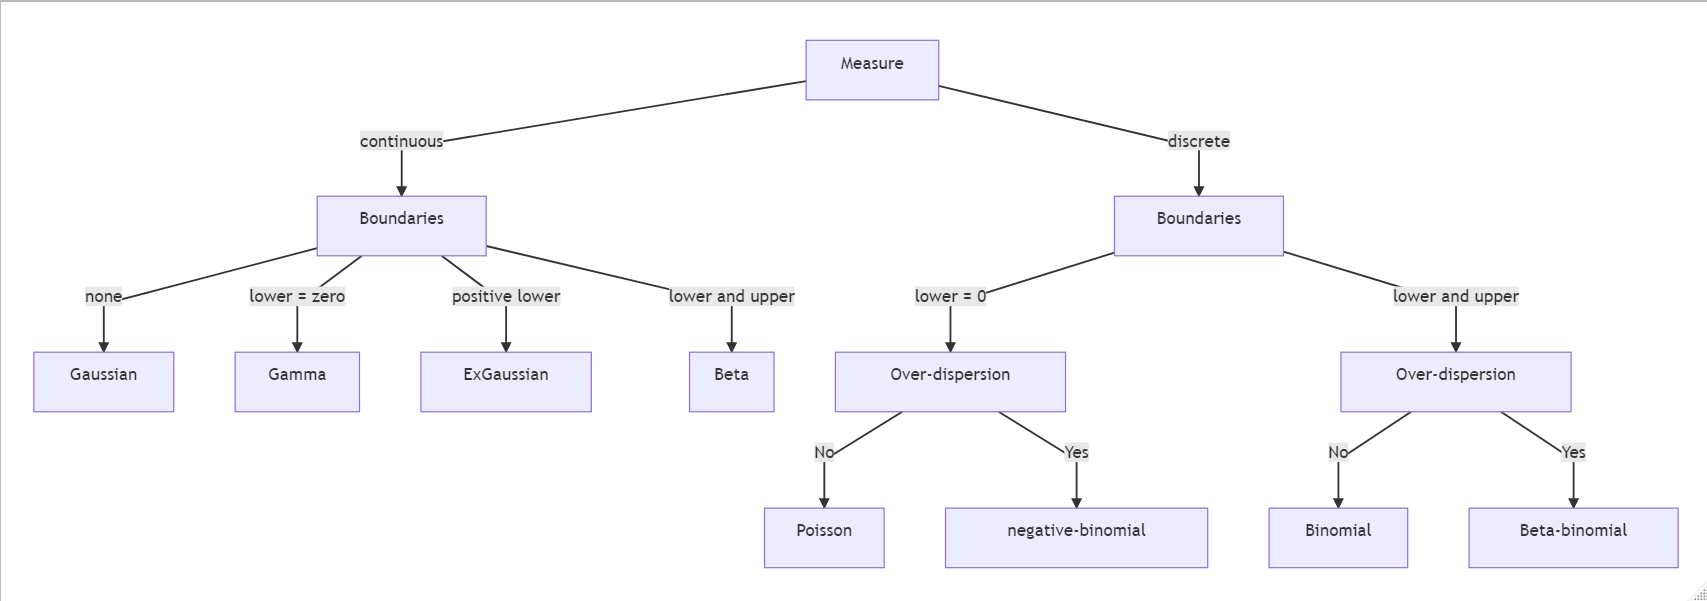 Measure
continuous
discrete
Boundaries
Boundaries
none
lower = zero
positive lower
lower and upper
lower = 0
lower and upper
Gaussian
Gamma
ExGaussian
Beta
Over-dispersion
Over-dispersion
No
Yes
No
Yes
Poisson
negative-binomial
Binomial
Beta-binomial